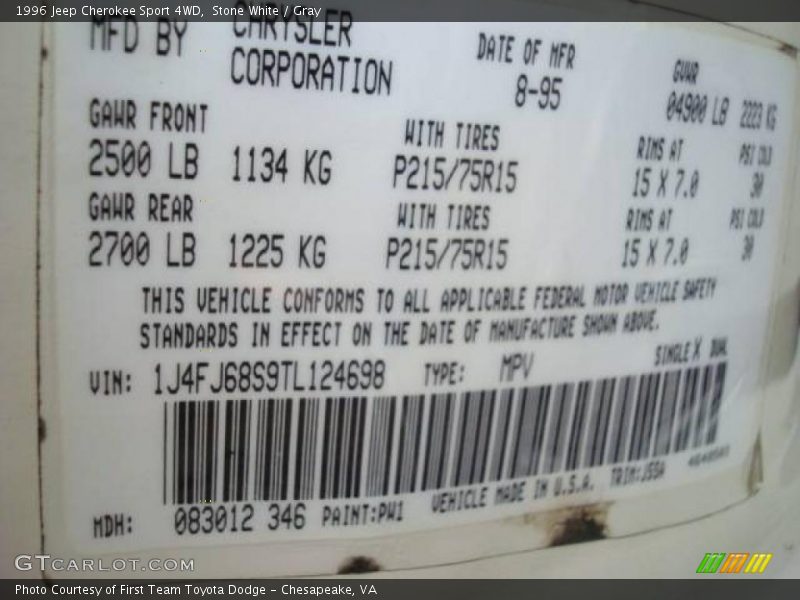 1996 Jeep Cherokee Sport 4WD, Stone White / Gray
MFD BY CHRYSLER CORPORATION DATE OF MFR 8-95 GVWR 04900 LB 2223 KG
GAWR FRONT WITH TIRES RIMS AT PSI COLD
2500 LB 1134 KG P215/75R15 15 X 7.0 30
GAWR REAR WITH TIRES RIMS AT PSI COLD
2700 LB 1225 KG P215/75R15 15 X 7.0 30
THIS VEHICLE CONFORMS TO ALL APPLICABLE FEDERAL MOTOR VEHICLE SAFETY
STANDARDS IN EFFECT ON THE DATE OF MANUFACTURE SHOWN ABOVE.
VIN: 1J4FJ68S9TL124698 TYPE: MPV SINGLE X DUAL
MDH: 083012 346 PAINT:PW1 VEHICLE MADE IN U.S.A. TRIM:
GTCARLOT.COM
Photo Courtesy of First Team Toyota Dodge - Chesapeake, VA